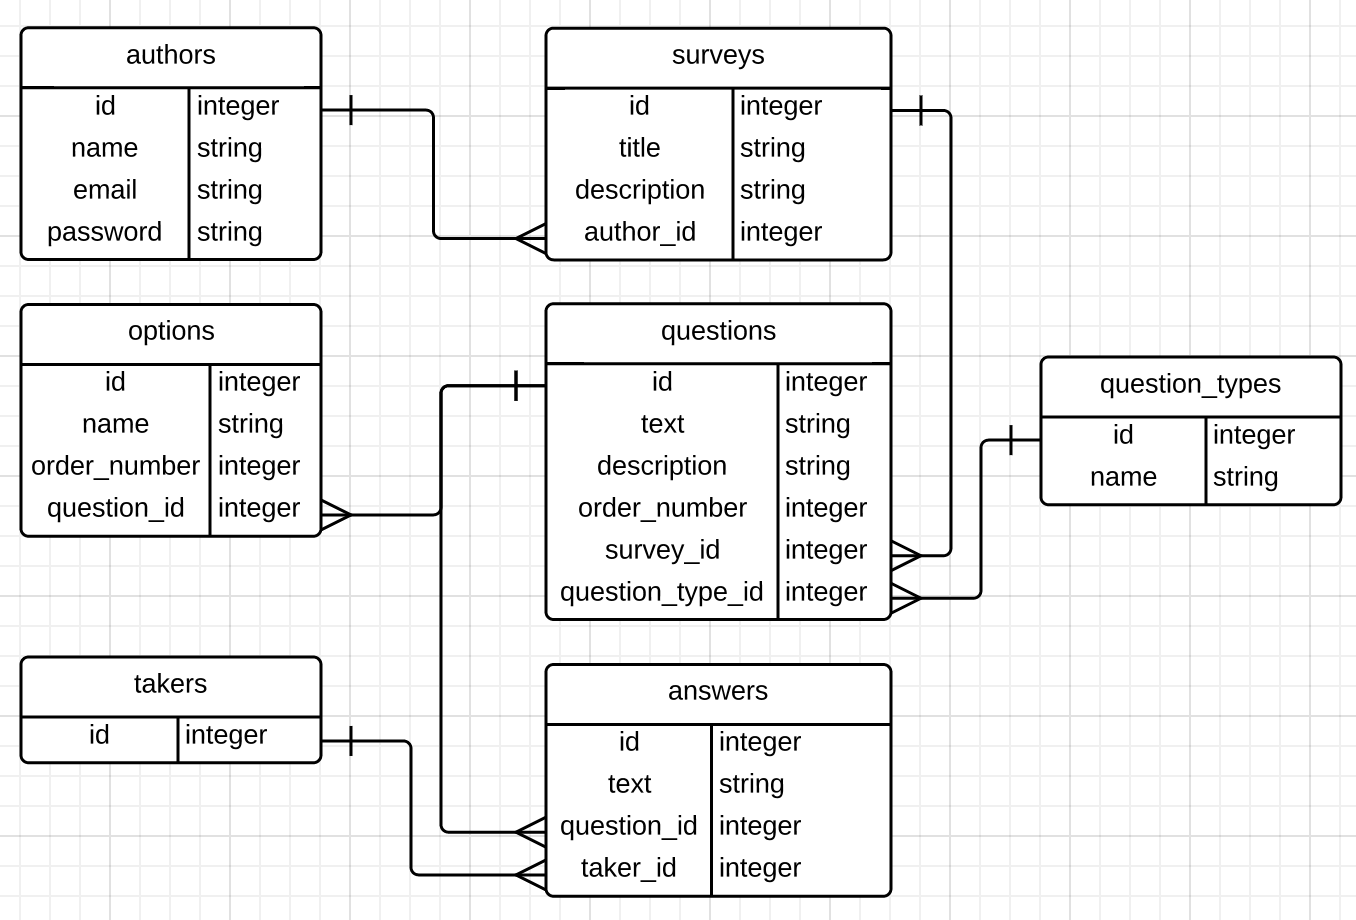 authors
id integer
name string
email string
password string
surveys
id integer
title string
description string
author_id integer
options
id integer
name string
order_number integer
question_id integer
questions
id integer
text string
description string
order_number integer
survey_id integer
question_type_id integer
question_types
id integer
name string
takers
id integer
answers
id integer
text string
question_id integer
taker_id integer